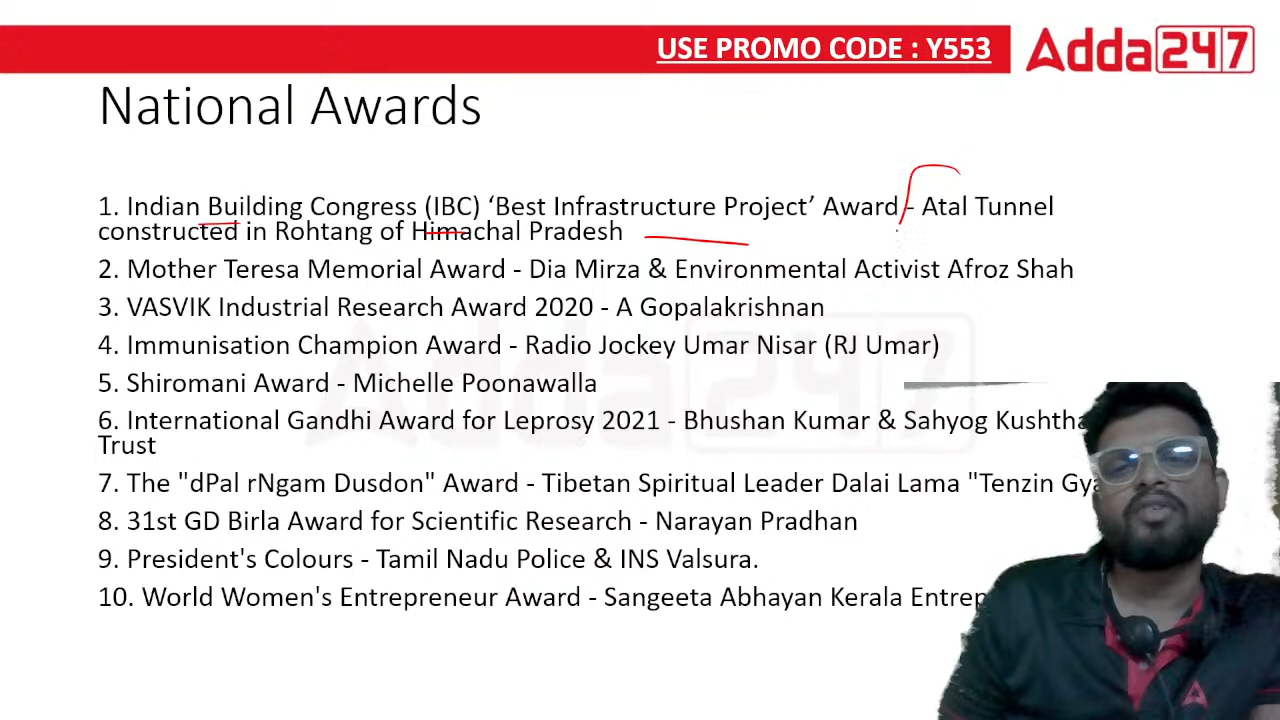 USE PROMO CODE : Y553
Adda247
National Awards
1. Indian Building Congress (IBC) ‘Best Infrastructure Project’ Award - Atal Tunnel
constructed in Rohtang of Himachal Pradesh
2. Mother Teresa Memorial Award - Dia Mirza & Environmental Activist Afroz Shah
3. VASVIK Industrial Research Award 2020 - A Gopalakrishnan
4. Immunisation Champion Award - Radio Jockey Umar Nisar (RJ Umar)
5. Shiromani Award - Michelle Poonawalla
6. International Gandhi Award for Leprosy 2021 - Bhushan Kumar & Sahyog Kushtha
Trust
7. The "dPal rNgam Dusdon" Award - Tibetan Spiritual Leader Dalai Lama "Tenzin
8. 31st GD Birla Award for Scientific Research - Narayan Pradhan
9. President's Colours - Tamil Nadu Police & INS Valsura.
10. World Women's Entrepreneur Award - Sangeeta Abhayan Kerala